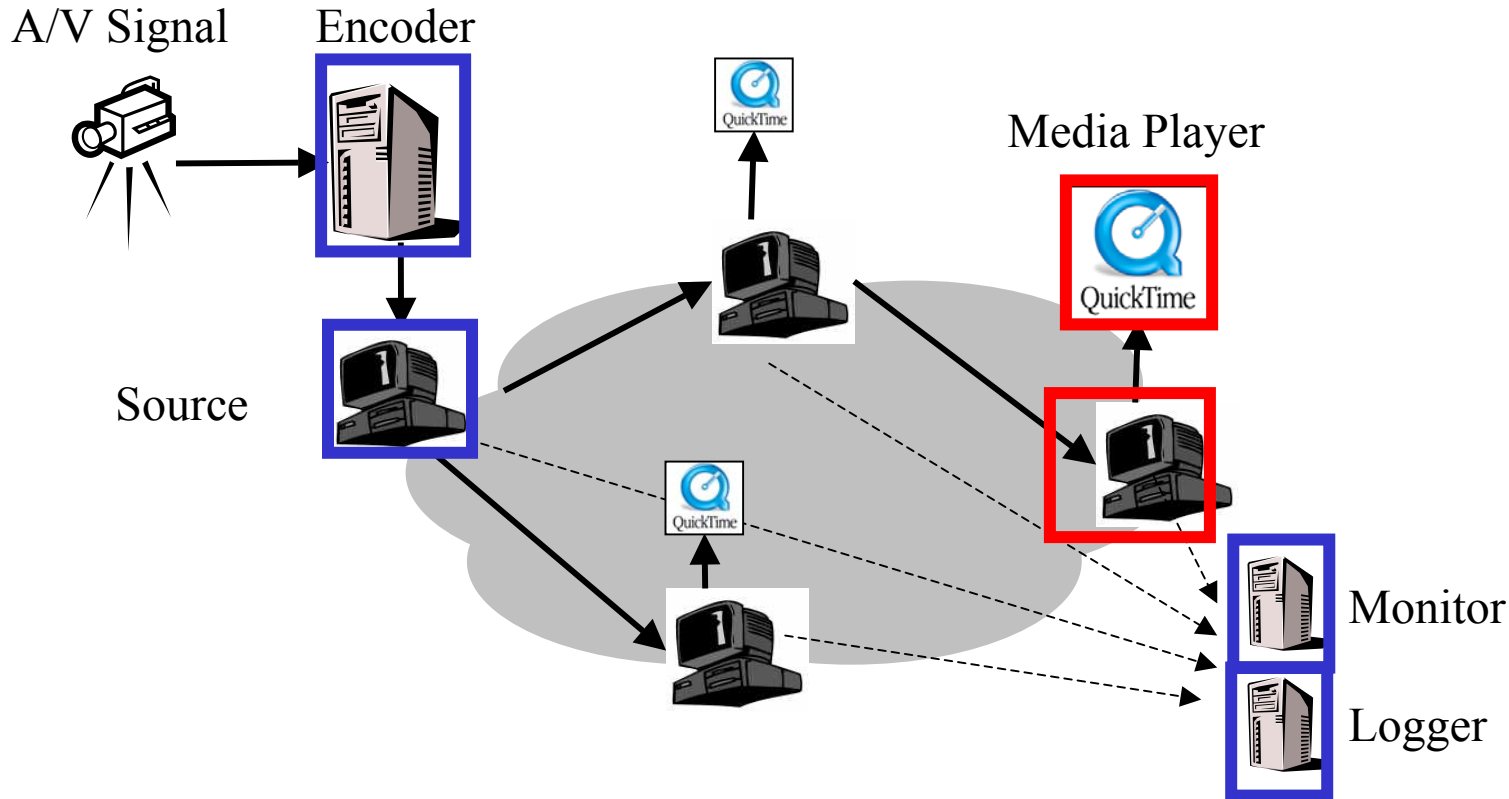 A/V Signal
Encoder
QuickTime
Media Player
QuickTime
Source
QuickTime
Monitor
Logger